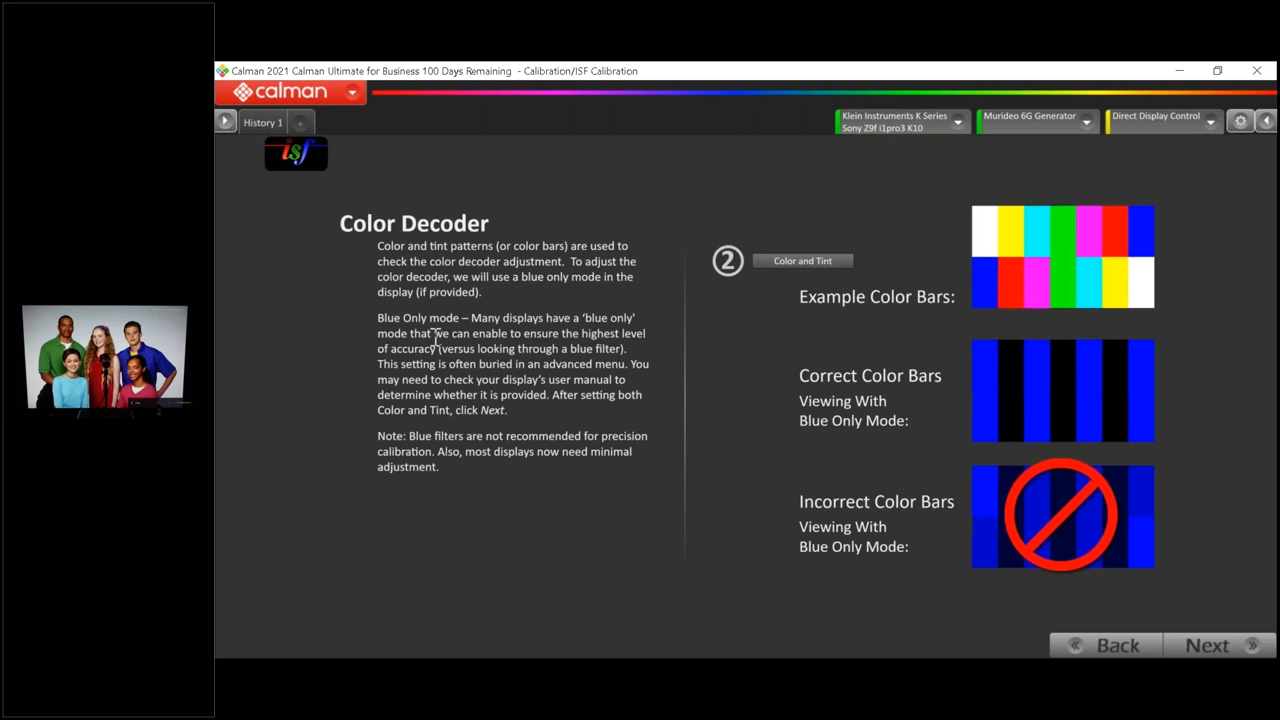 Calman 2021 Calman Ultimate for Business 100 Days Remaining - Calibration/ISF Calibration
calman
History 1
Klein Instruments K Series
Sony Z9f i1pro3 K10
Murideo 6G Generator
Direct Display Control
isf
Color Decoder
Color and tint patterns (or color bars) are used to
check the color decoder adjustment. To adjust the
color decoder, we will use a blue only mode in the
display (if provided).
Blue Only mode – Many displays have a ‘blue only'
mode that we can enable to ensure the highest level
of accuracy (versus looking through a blue filter).
This setting is often buried in an advanced menu. You
may need to check your display’s user manual to
determine whether it is provided. After setting both
Color and Tint, click Next.
Note: Blue filters are not recommended for precision
calibration. Also, most displays now need minimal
adjustment.
2
Color and Tint
Example Color Bars:
Correct Color Bars
Viewing With
Blue Only Mode:
Incorrect Color Bars
Viewing With
Blue Only Mode:
Back
Next